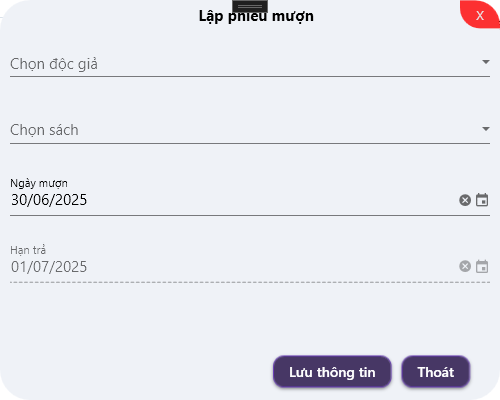 Lập phiếu mượn
X
Chọn độc giả
Chọn sách
Ngày mượn
30/06/2025
Hạn trả
01/07/2025
Lưu thông tin
Thoát